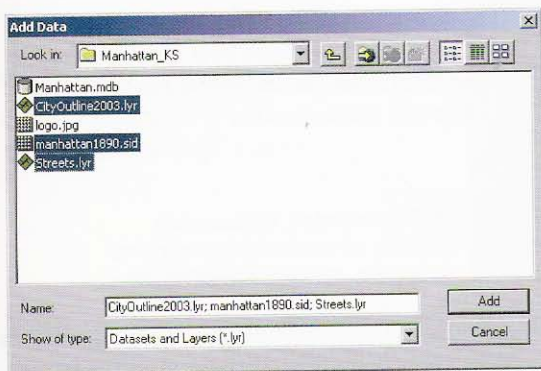 Add Data
Look in: Manhattan_KS
Manhattan.mdb
CityOutline2003.lyr
logo.jpg
manhattan1890.sid
Streets.lyr
Name: CityOutline2003.lyr; manhattan1890.sid; Streets.lyr Add
Show of type: Datasets and Layers (*.lyr) Cancel